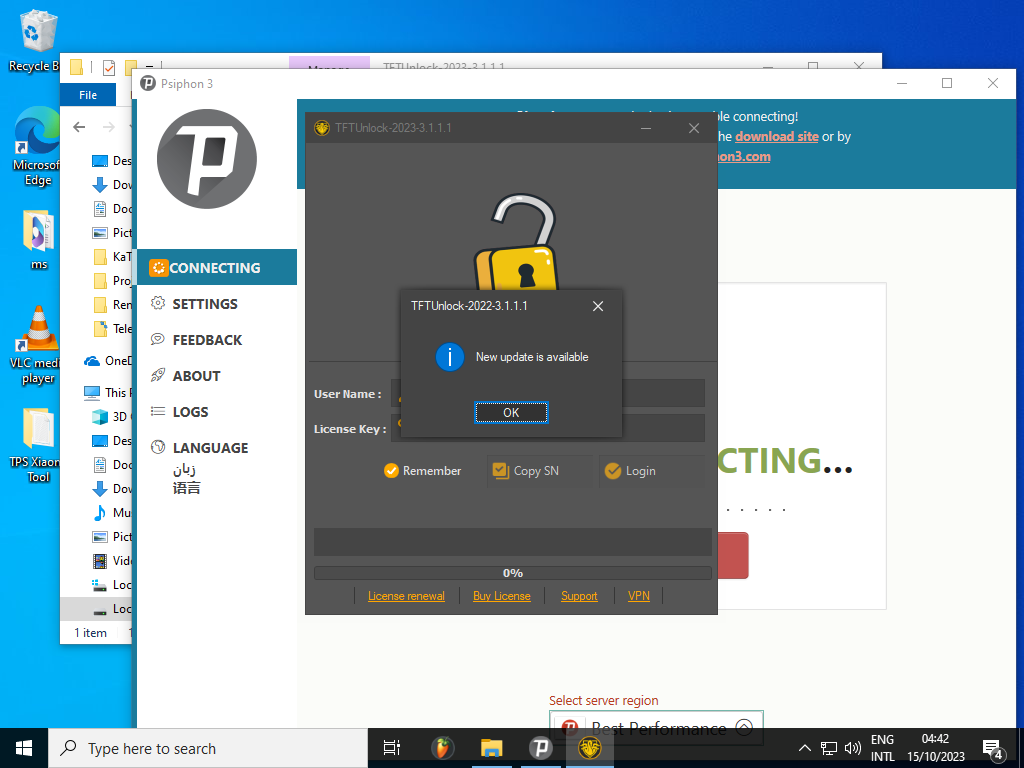 Recycle B
Microsof
Edge
ms
VLC medi
player
TPS Xiaom
Tool
TFTUnlock-2023-3.1.1.1
File
Des
Dow
Doc
Pict
KaT
Pro
Ren
Tele
OneD
This P
3D
Des
Doc
Dow
Mu
Pict
Vide
Loc
Loc
1 item
Psiphon 3
CONNECTING
SETTINGS
FEEDBACK
ABOUT
LOGS
LANGUAGE
زبان
语言
ble connecting!
the download site or by
on3.com
CTING...
Select server region
Best Performance
TFTUnlock-2023-3.1.1.1
TFTUnlock-2022-3.1.1.1
New update is available
OK
User Name :
License Key :
Remember
Copy SN
Login
0%
License renewal
Buy License
Support
VPN
Type here to search
ENG
INTL
04:42
15/10/2023
4